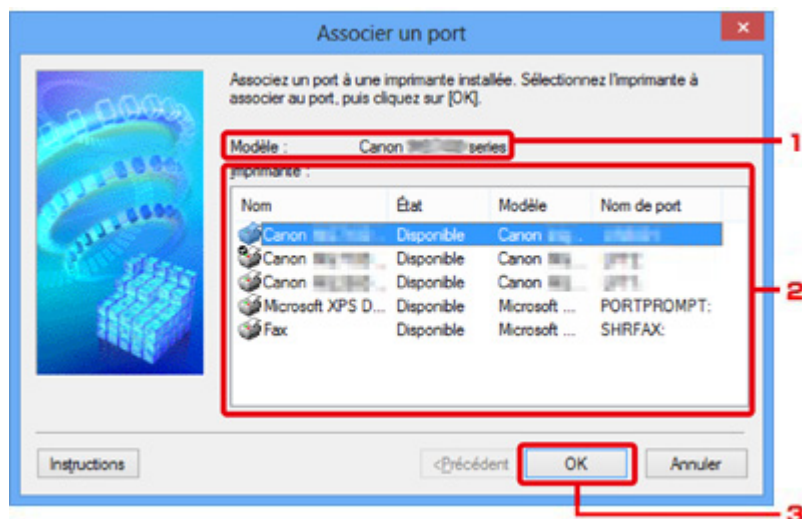 Associer un port
Associez un port à une imprimante installée. Sélectionnez l'imprimante à
associer au port, puis cliquez sur [OK].
Modèle : Canon series
1
Imprimante :
Nom État Modèle Nom de port
Canon ... Disponible Canon
Canon ... Disponible Canon
Canon ... Disponible Canon
2
Microsoft XPS D... Disponible Microsoft ... PORTPROMPT:
Fax Disponible Microsoft ... SHRFAX:
Instructions <Précédent OK Annuler
3